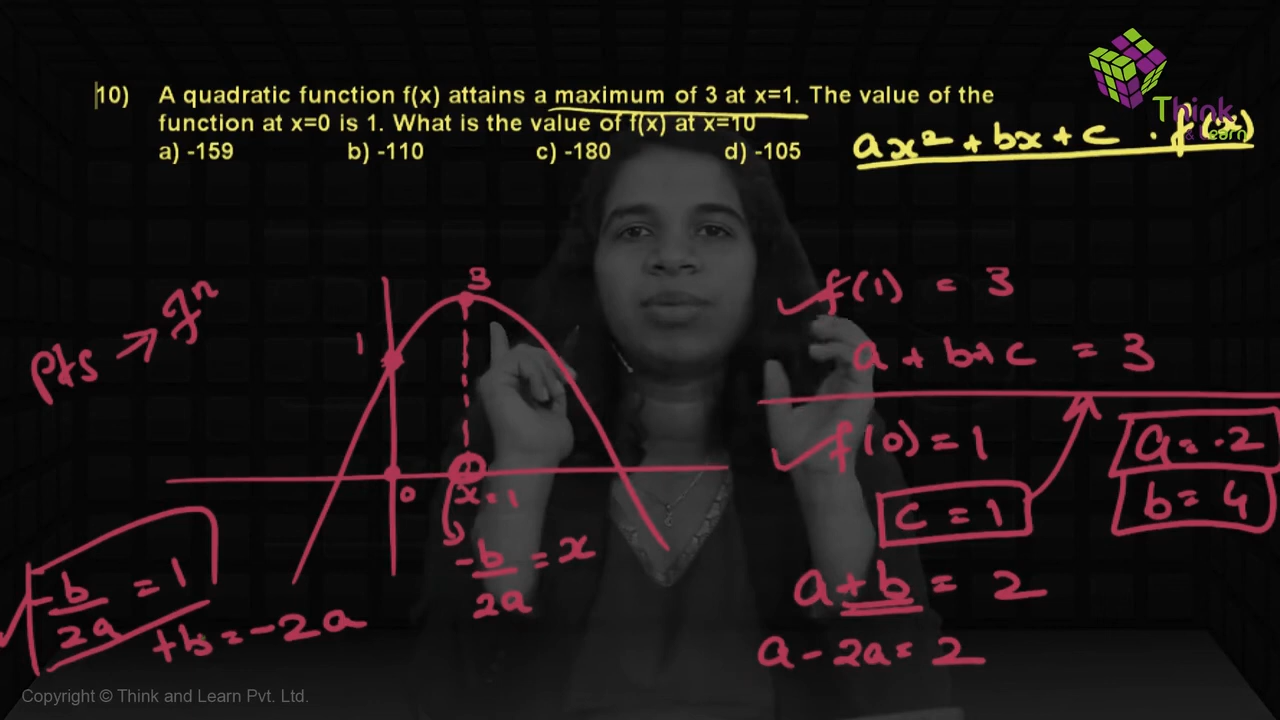 10) A quadratic function f(x) attains a maximum of 3 at x=1. The value of the
function at x=0 is 1. What is the value of f(x) at x=10
a) -159 b) -110 c) -180 d) -105
Think
& Learn
ax² + bx + c . f(x)
pts → fⁿ
3
1
0
x = 1
-b/2a = x
-b/2a = 1
+b = -2a
f(1) = 3
a + b + c = 3
f(0) = 1
c = 1
a = -2
b = 4
a + b = 2
a - 2a = 2
Copyright © Think and Learn Pvt. Ltd.